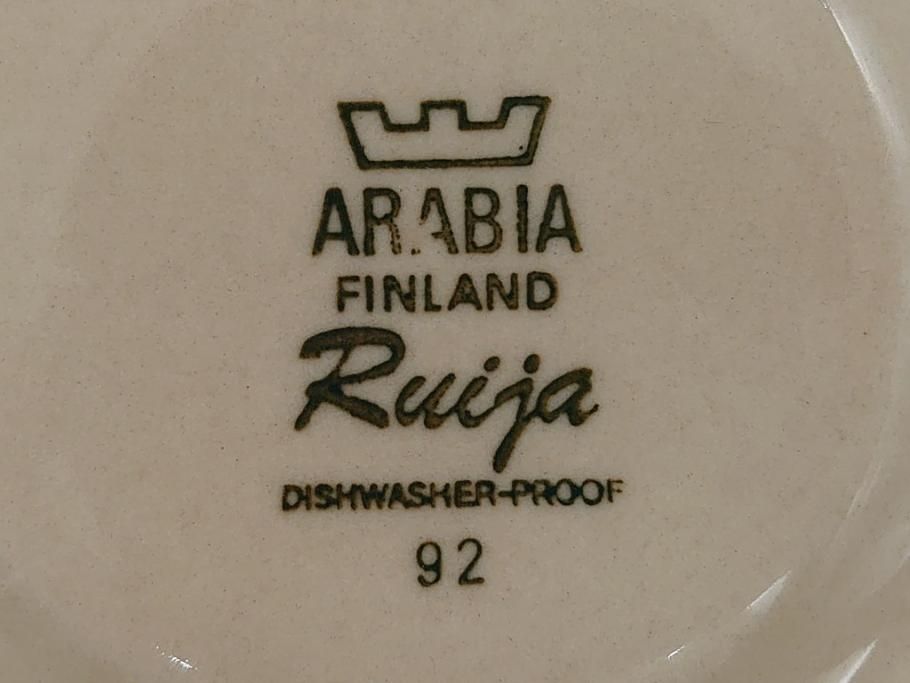 ARABIA
FINLAND
Ruija
DISHWASHER-PROOF
92